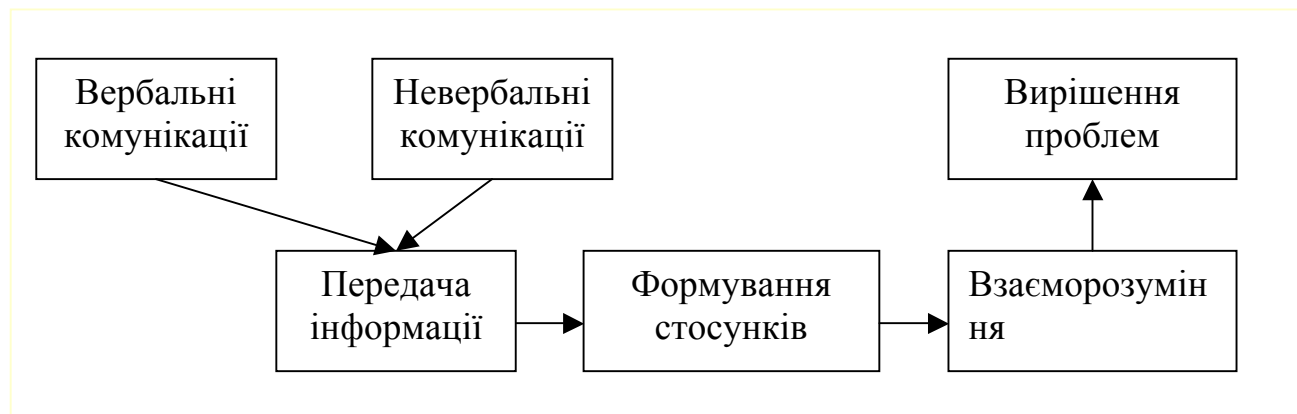 Вербальні
комунікації
Невербальні
комунікації
Вирішення
проблем
Передача
інформації
Формування
стосунків
Взаєморозумін
ня